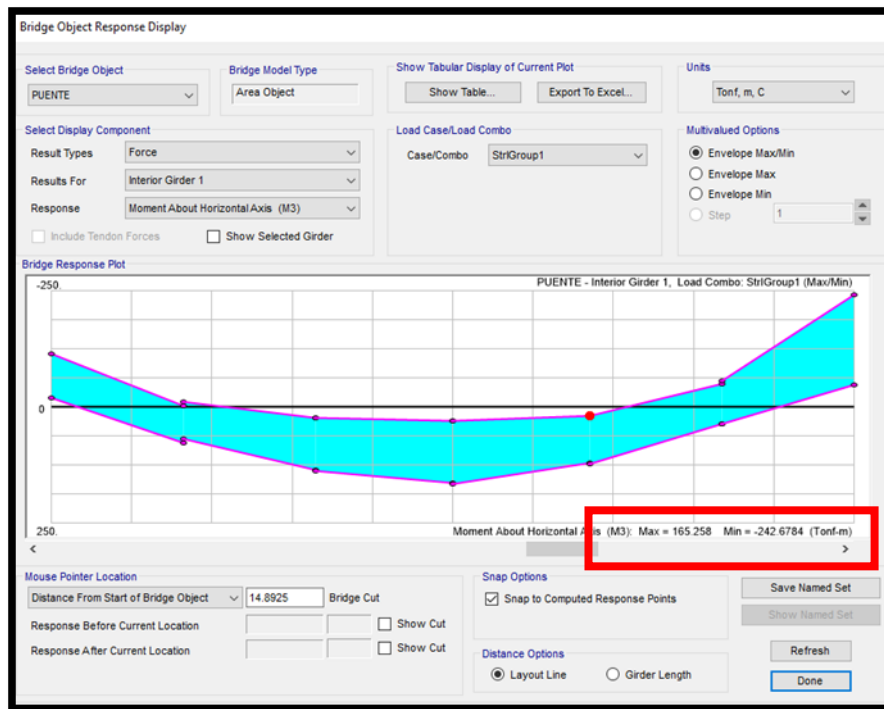 Bridge Object Response Display
Select Bridge Object
PUENTE
Bridge Model Type
Area Object
Show Tabular Display of Current Plot
Show Table...
Export To Excel...
Units
Tonf, m, C
Select Display Component
Result Types
Force
Results For
Interior Girder 1
Response
Moment About Horizontal Axis (M3)
Include Tendon Forces
Show Selected Girder
Load Case/Load Combo
Case/Combo
StrlGroup1
Multivalued Options
Envelope Max/Min
Envelope Max
Envelope Min
Step
1
Bridge Response Plot
-250.
PUENTE - Interior Girder 1, Load Combo: StrlGroup1 (Max/Min)
0
250.
Moment About Horizontal Axis (M3): Max = 165.258 Min = -242.6784 (Tonf-m)
Mouse Pointer Location
Distance From Start of Bridge Object
14.8925
Bridge Cut
Response Before Current Location
Show Cut
Response After Current Location
Show Cut
Snap Options
Snap to Computed Response Points
Distance Options
Layout Line
Girder Length
Save Named Set
Show Named Set
Refresh
Done